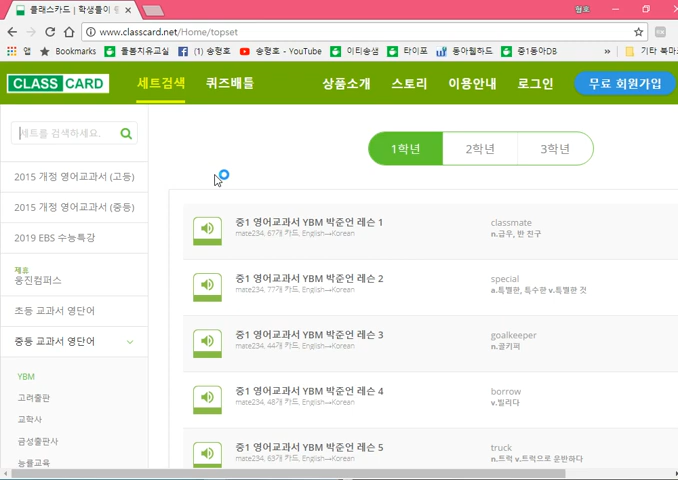 클래스카드 | 학생들이 좋
형호
www.classcard.net/Home/topset
앱 Bookmarks 돌봄치유교실 (1) 송형호 송형호 - YouTube 이티송샘 타이포 동아월하드 중1동아DB » 기타 북마
CLASS CARD
세트검색 퀴즈배틀 상품소개 스토리 이용안내 로그인 무료 회원가입
세트를 검색하세요.
1학년 2학년 3학년
2015 개정 영어교과서 (고등)
2015 개정 영어교과서 (중등)
2019 EBS 수능특강
제휴
웅진컴퍼스
초등 교과서 영단어
중등 교과서 영단어
YBM
고려출판
교학사
금성출판사
능률교육
중1 영어교과서 YBM 박준언 레슨 1
mate234, 67개 카드, English→Korean
classmate
n.급우, 반 친구
중1 영어교과서 YBM 박준언 레슨 2
mate234, 77개 카드, English→Korean
special
a.특별한, 특수한 v.특별한 것
중1 영어교과서 YBM 박준언 레슨 3
mate234, 44개 카드, English→Korean
goalkeeper
n.골키퍼
중1 영어교과서 YBM 박준언 레슨 4
mate234, 48개 카드, English→Korean
borrow
v.빌리다
중1 영어교과서 YBM 박준언 레슨 5
mate234, 63개 카드, English→Korean
truck
n.트럭 v.트럭으로 운반하다